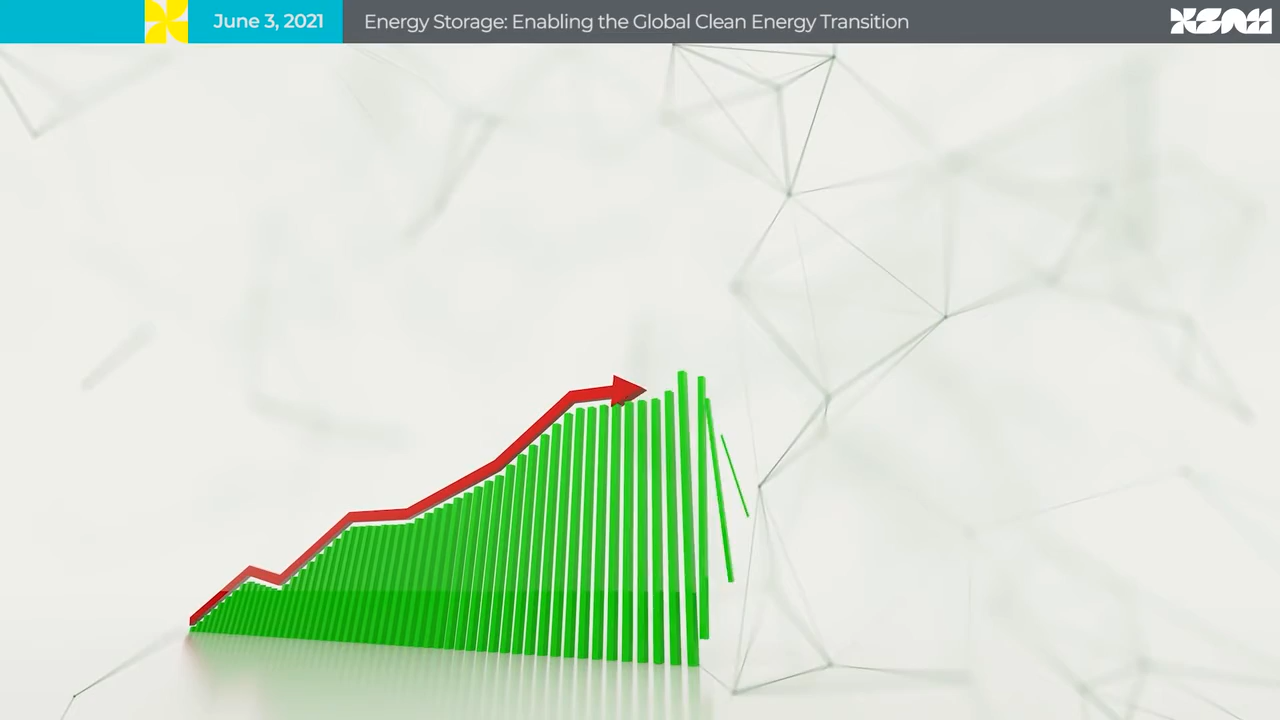 June 3, 2021
Energy Storage: Enabling the Global Clean Energy Transition